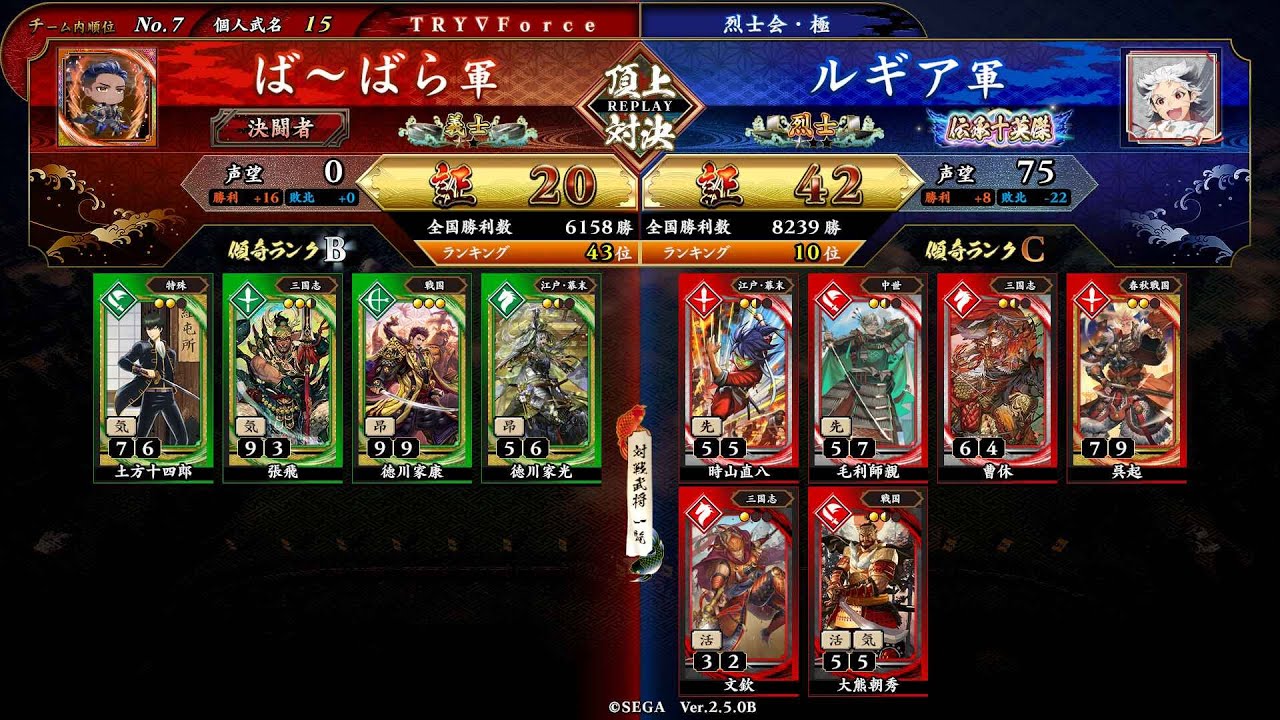 チーム内順位 No.7 個人武名 15 TRY∇Force 烈士会・極
ば～ばら軍 頂上 REPLAY 対決 ルギア軍
決闘者 義士 烈士 伝承十英傑
声望 0 証 20 証 42 声望 75
勝利 +16 敗北 +0 勝利 +8 敗北 -22
全国勝利数 6158勝 全国勝利数 8239勝
傾奇ランク B ランキング 43位 ランキング 10位 傾奇ランク C
特殊 三国志 戦国 江戸・幕末 江戸・幕末 中世 三国志 春秋戦国
屯所
気 気 昂 昂 先 先
7 6 9 3 9 9 5 6 5 5 5 7 6 4 7 9
土方十四郎 張飛 徳川家康 徳川家光 時山直八 毛利師親 曹休 呉起
対戦武将一覧
三国志 戦国
活 活 気
3 2 5 5
文欽 大熊朝秀
©SEGA Ver.2.5.0B